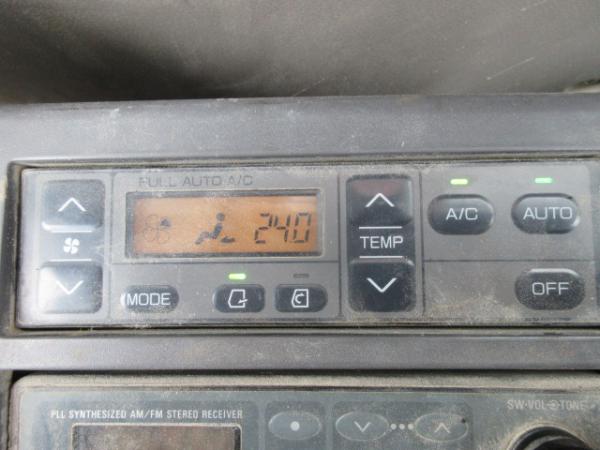 FULL AUTO A/C
24.0
TEMP
A/C
AUTO
MODE
OFF
PLL SYNTHESIZED AM/FM STEREO RECEIVER
SW·VOL TONE